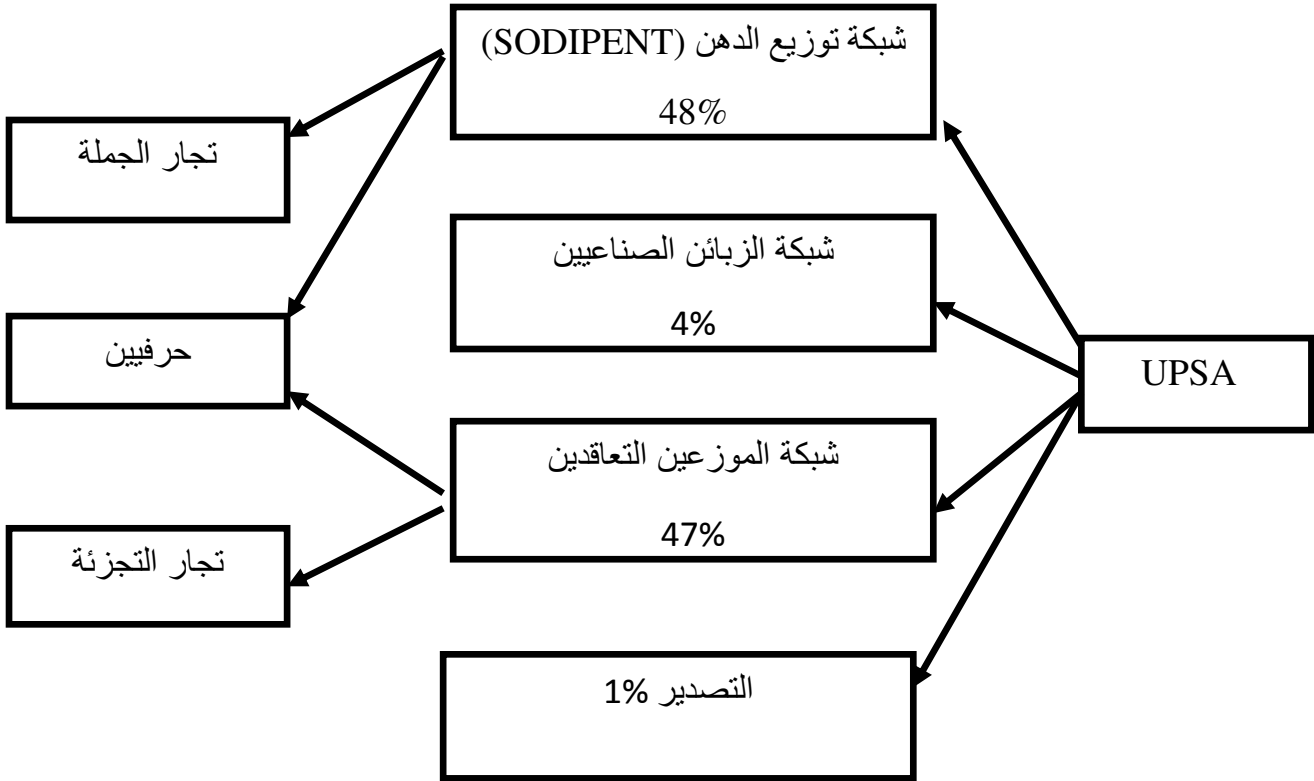 شبكة توزيع الدهن (SODIPENT)
48%
تجار الجملة
شبكة الزبائن الصناعيين
4%
حرفيين
UPSA
شبكة الموزعين التعاقدين
47%
تجار التجزئة
التصدير 1%